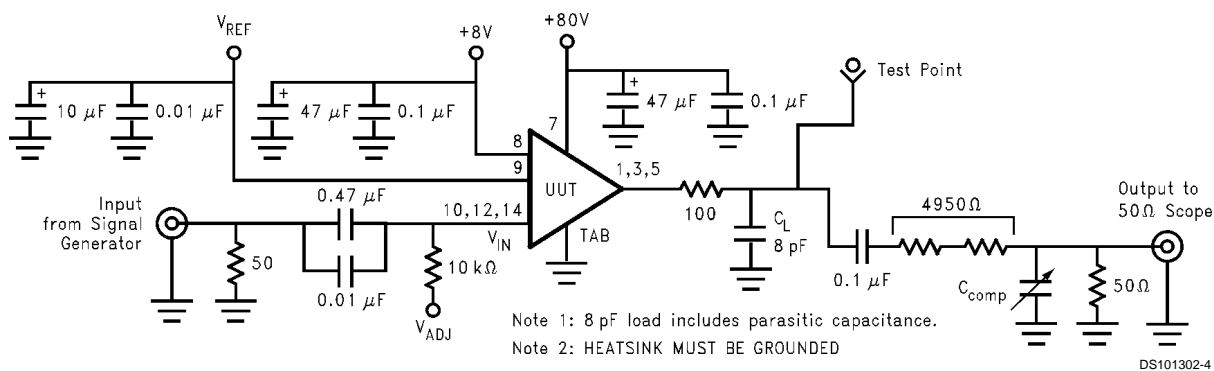 VREF
+8V
+80V
Test Point
+
10 μF
0.01 μF
+
47 μF
0.1 μF
+
47 μF
0.1 μF
7
8
9
1,3,5
UUT
Input
from Signal
Generator
0.47 μF
10,12,14
VIN
TAB
100
CL
8 pF
4950Ω
Output to
50Ω Scope
50
0.01 μF
10 kΩ
VADJ
0.1 μF
Ccomp
50Ω
Note 1: 8 pF load includes parasitic capacitance.
Note 2: HEATSINK MUST BE GROUNDED
DS101302-4